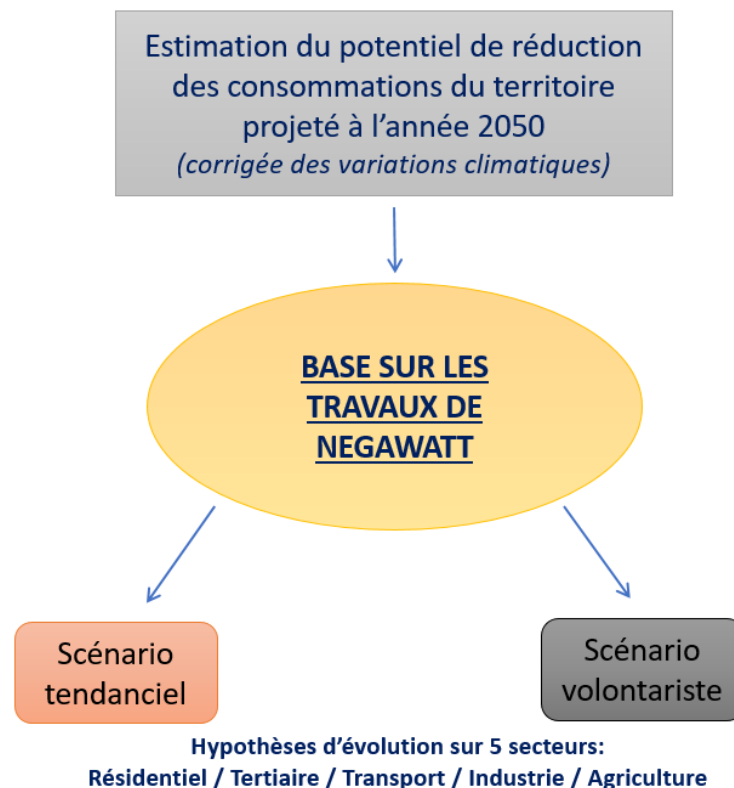 Estimation du potentiel de réduction
des consommations du territoire
projeté à l'année 2050
(corrigée des variations climatiques)
BASE SUR LES
TRAVAUX DE
NEGAWATT
Scénario
tendanciel
Scénario
volontariste
Hypothèses d'évolution sur 5 secteurs:
Résidentiel / Tertiaire / Transport / Industrie / Agriculture